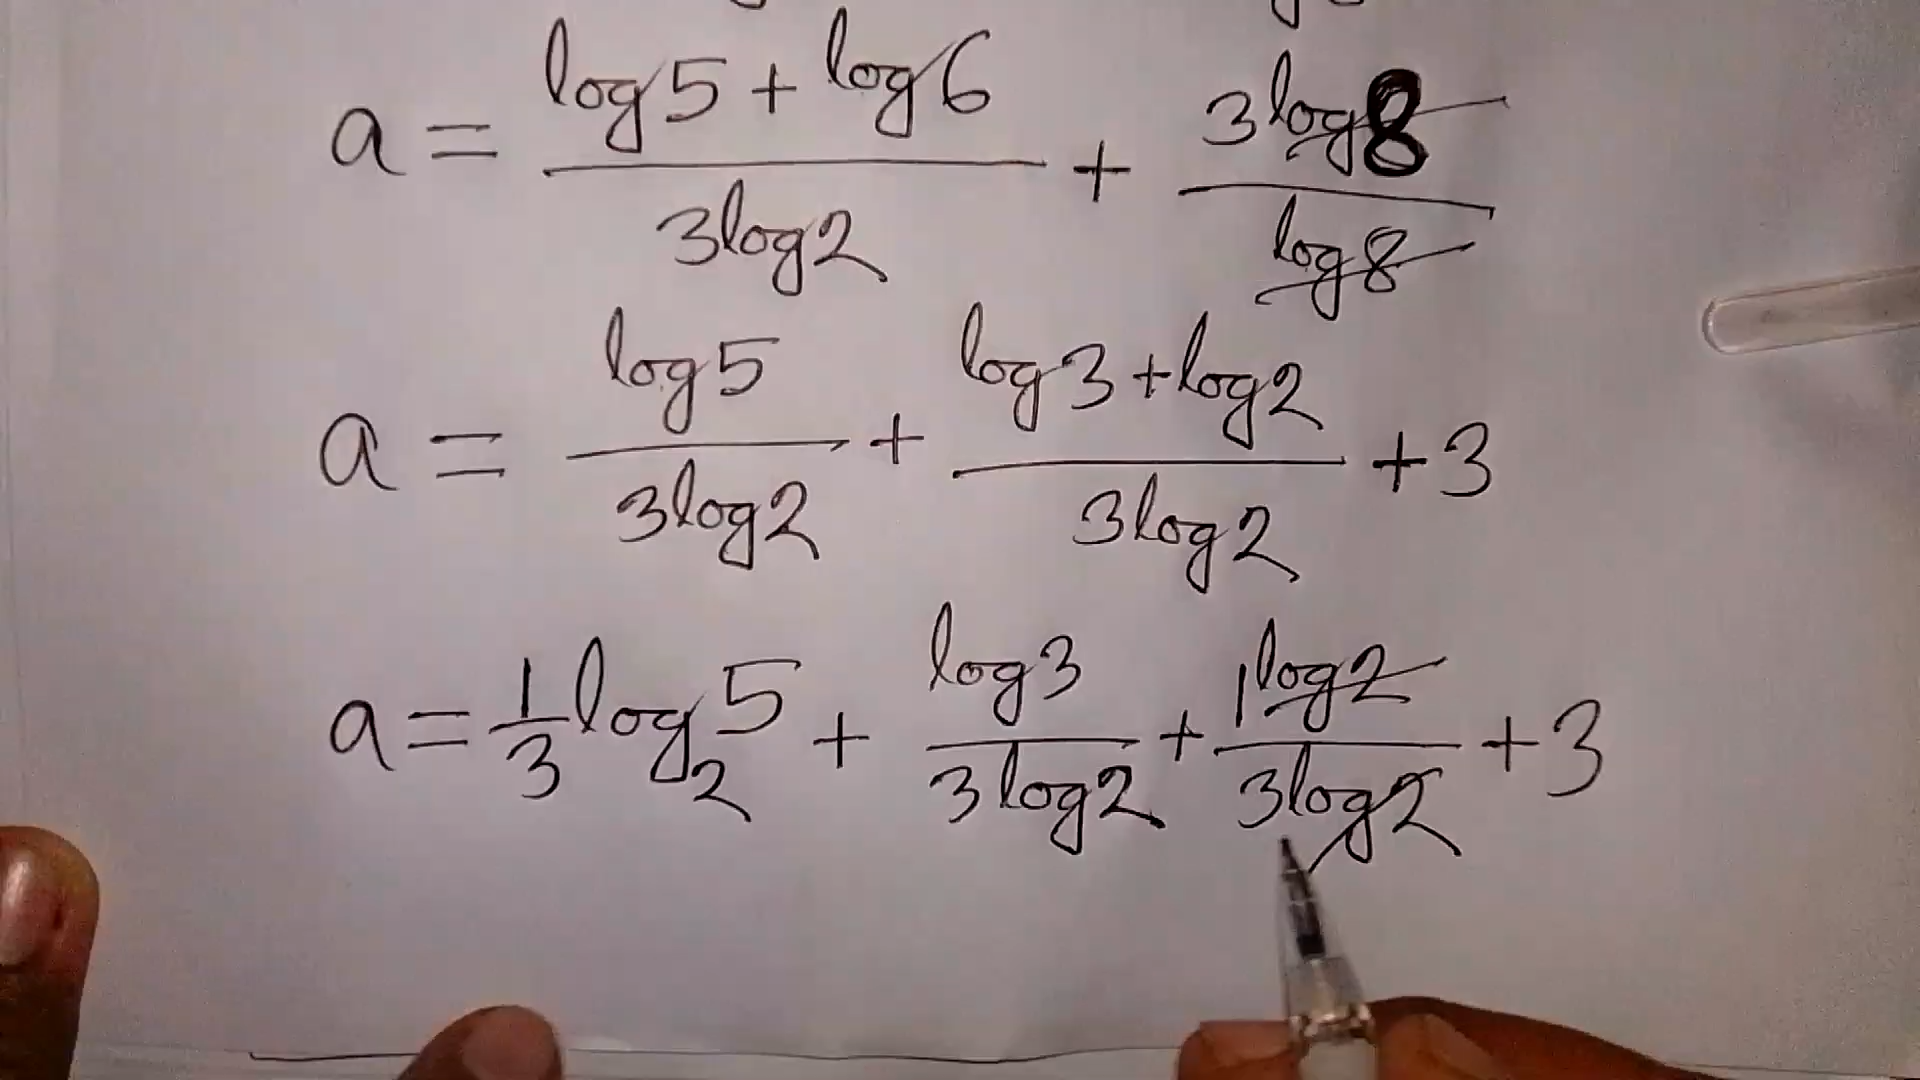 a = (log5 + log6)/(3log2) + (3log8)/(log8)
a = (log5)/(3log2) + (log3 + log2)/(3log2) + 3
a = 1/3 log₂5 + (log3)/(3log2) + (1log2)/(3log2) + 3